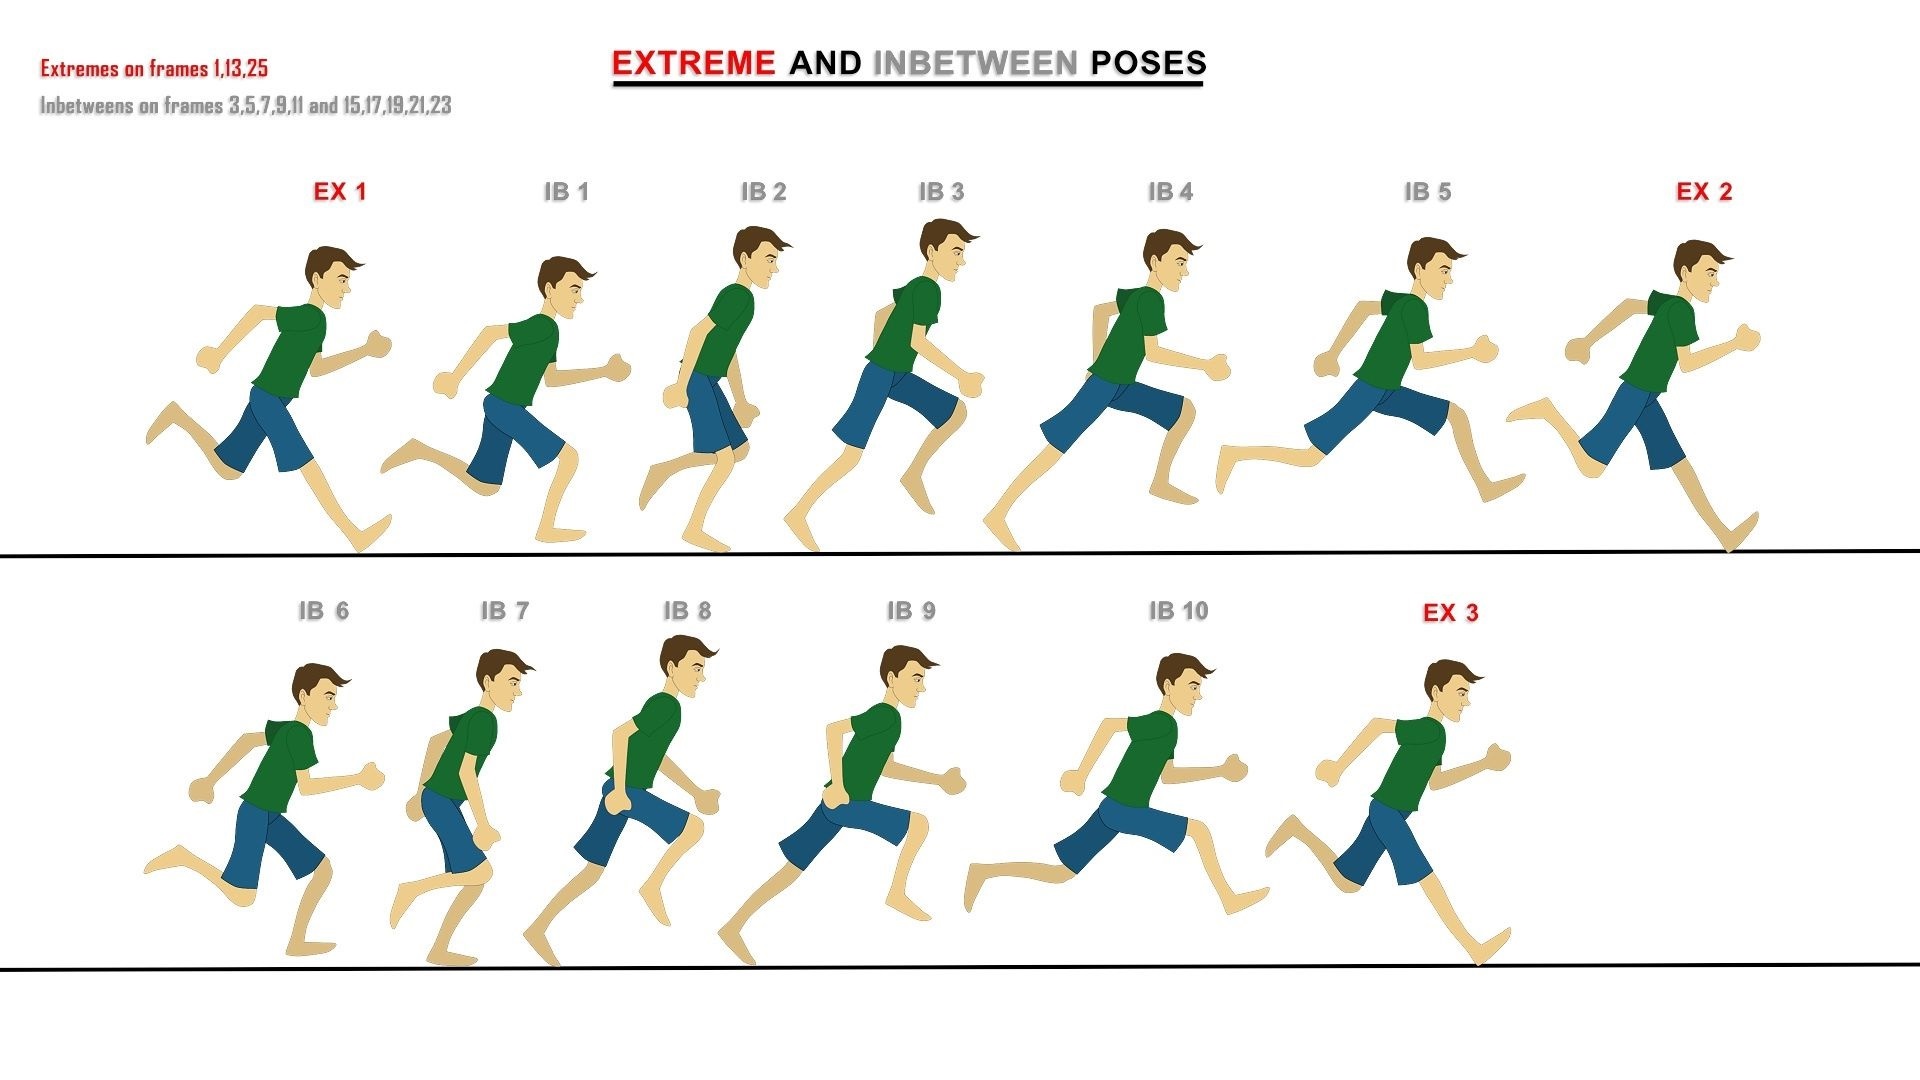 EXTREME AND INBETWEEN POSES
Extremes on frames 1,13,25
Inbetweens on frames 3,5,7,9,11 and 15,17,19,21,23
EX 1 IB 1 IB 2 IB 3 IB 4 IB 5 EX 2
IB 6 IB 7 IB 8 IB 9 IB 10 EX 3